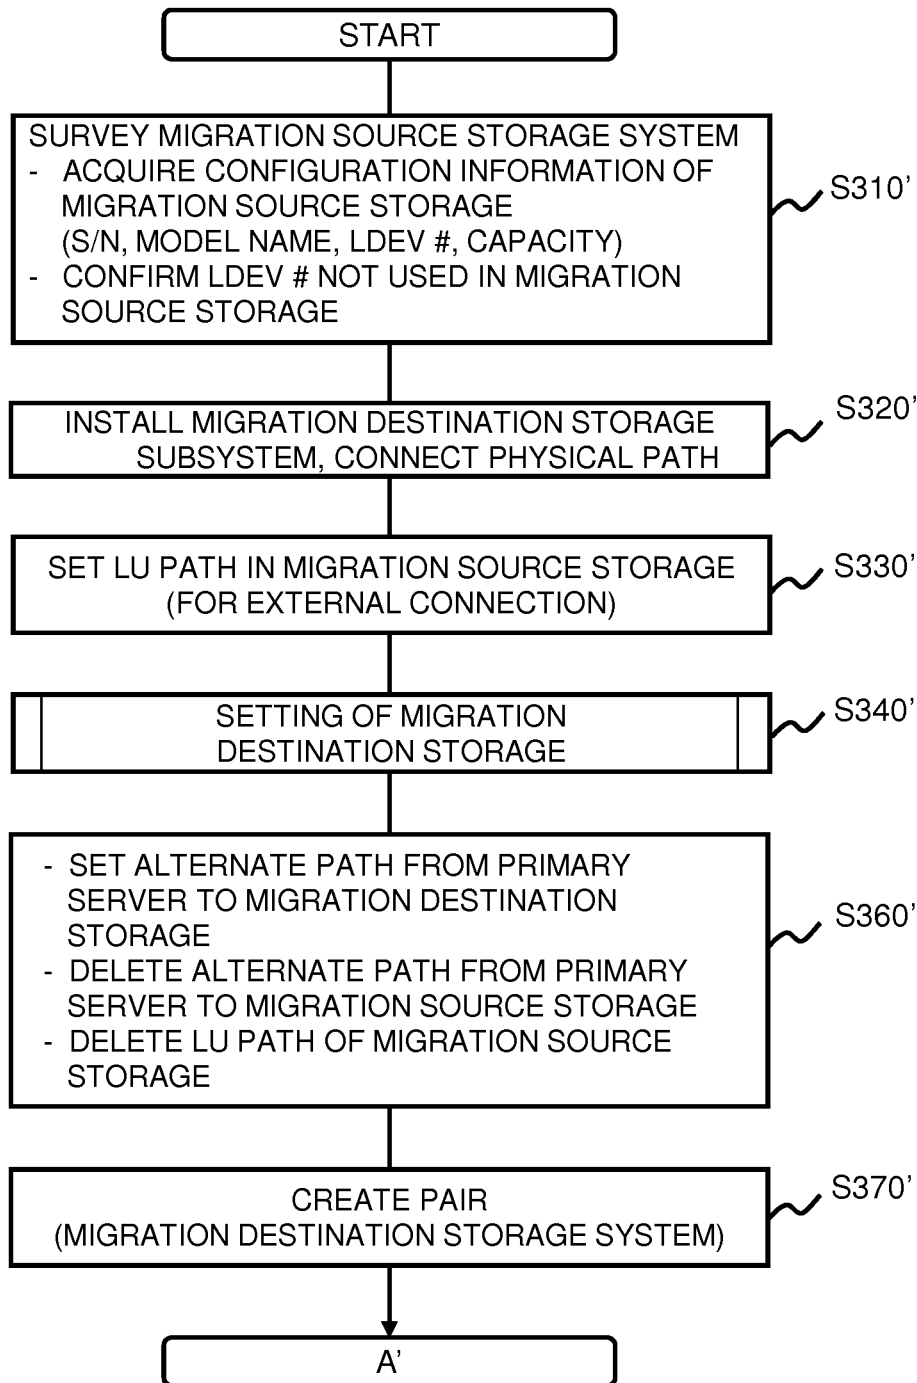 START
SURVEY MIGRATION SOURCE STORAGE SYSTEM
- ACQUIRE CONFIGURATION INFORMATION OF
MIGRATION SOURCE STORAGE
(S/N, MODEL NAME, LDEV #, CAPACITY)
- CONFIRM LDEV # NOT USED IN MIGRATION
SOURCE STORAGE
S310’
INSTALL MIGRATION DESTINATION STORAGE
SUBSYSTEM, CONNECT PHYSICAL PATH
S320’
SET LU PATH IN MIGRATION SOURCE STORAGE
(FOR EXTERNAL CONNECTION)
S330’
SETTING OF MIGRATION
DESTINATION STORAGE
S340’
- SET ALTERNATE PATH FROM PRIMARY
SERVER TO MIGRATION DESTINATION
STORAGE
- DELETE ALTERNATE PATH FROM PRIMARY
SERVER TO MIGRATION SOURCE STORAGE
- DELETE LU PATH OF MIGRATION SOURCE
STORAGE
S360’
CREATE PAIR
(MIGRATION DESTINATION STORAGE SYSTEM)
S370’
A'